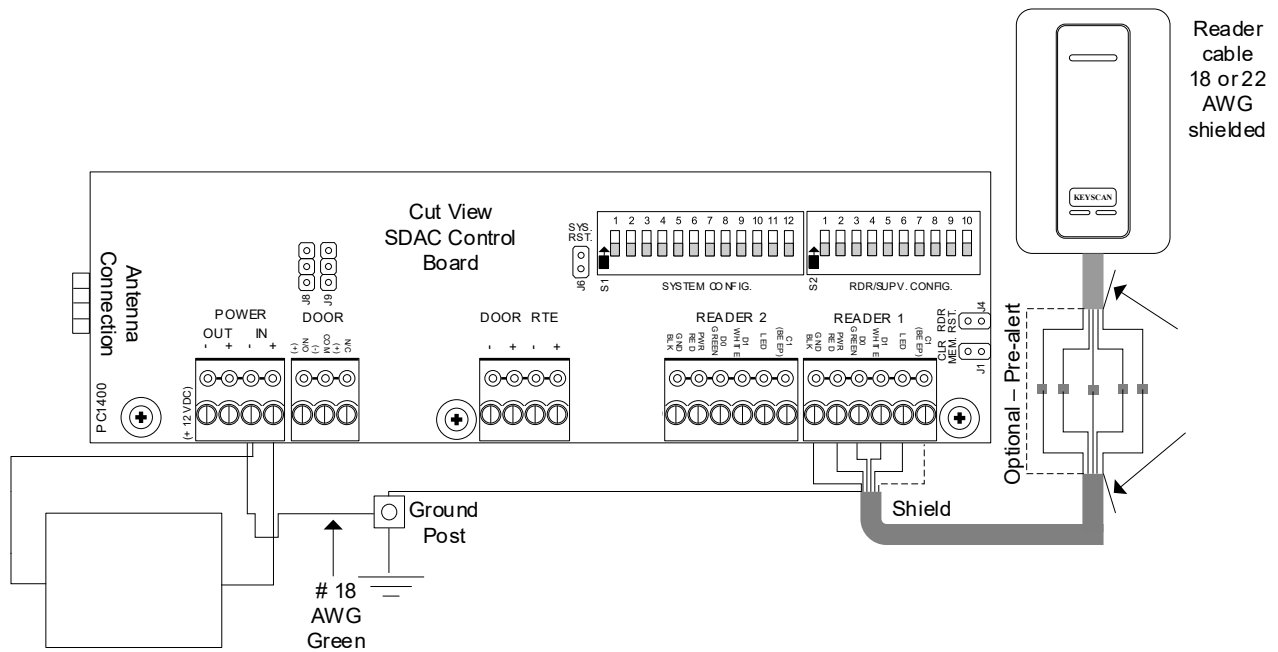 Reader
cable
18 or 22
AWG
shielded
KEYSCAN
Cut View
SDAC Control
Board
Antenna
Connection
PC1400
SYS.
RST.
J6
1 2 3 4 5 6 7 8 9 10 11 12
S1
SYSTEM CONFIG.
1 2 3 4 5 6 7 8 9 10
S2
RDR/SUPV. CONFIG.
J8
J9
POWER
OUT IN
- + - +
(+ 12 VDC)
DOOR
NO (+)
COM (-)
NC (+)
DOOR RTE
- + - +
READER 2
GND BLK
PWR RED
D0 GREEN
D1 WHITE
LED
C1 (BEEP)
READER 1
GND BLK
PWR RED
D0 GREEN
D1 WHITE
LED
C1 (BEEP)
RDR
RST.
J4
CLR
MEM.
J1
Optional – Pre-alert
Shield
Ground
Post
# 18
AWG
Green